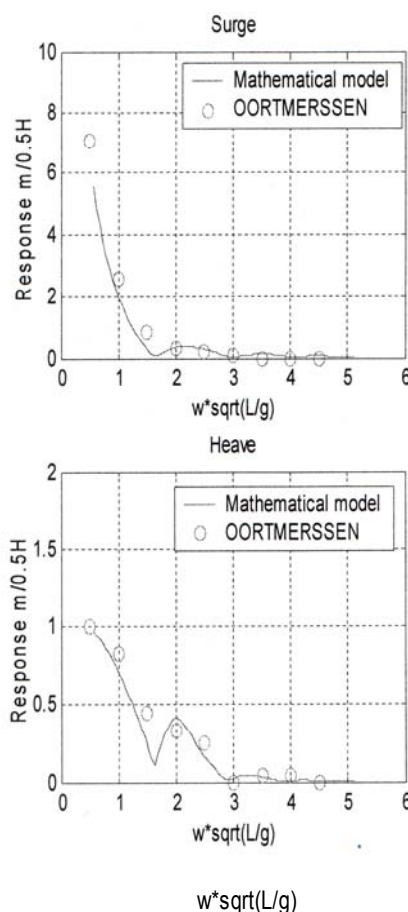 Surge
10
8
6
4
2
0
Response m/0.5H
Mathematical model
OORTMERSSEN
0 1 2 3 4 5 6
w*sqrt(L/g)
Heave
2
1.5
1
0.5
0
Response m/0.5H
Mathematical model
OORTMERSSEN
0 1 2 3 4 5 6
w*sqrt(L/g)
w*sqrt(L/g)